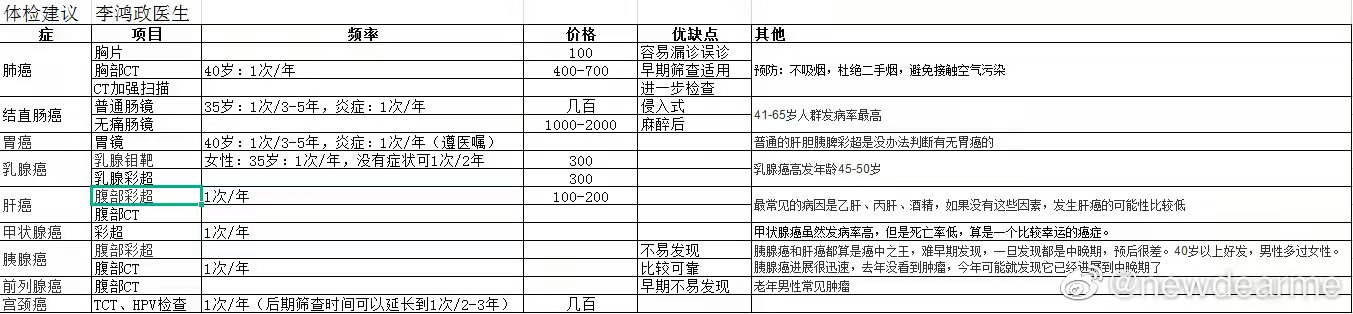 体检建议 李鸿政医生
症 项目 频率 价格 优缺点 其他
肺癌 胸片 100 容易漏诊误诊
胸部CT 40岁：1次/年 400-700 早期筛查适用 预防：不吸烟，杜绝二手烟，避免接触空气污染
CT加强扫描 进一步检查
结直肠癌 普通肠镜 35岁：1次/3-5年，炎症：1次/年 几百 侵入式 41-65岁人群发病率最高
无痛肠镜 1000-2000 麻醉后
胃癌 胃镜 40岁：1次/3-5年，炎症：1次/年（遵医嘱） 普通的肝胆胰脾彩超是没办法判断有无胃癌的
乳腺癌 乳腺钼靶 女性：35岁：1次/年，没有症状可1次/2年 300 乳腺癌高发年龄45-50岁
乳腺彩超 300
肝癌 腹部彩超 1次/年 100-200 最常见的病因是乙肝、丙肝、酒精，如果没有这些因素，发生肝癌的可能性比较低
腹部CT
甲状腺癌 彩超 1次/年 甲状腺癌虽然发病率高，但是死亡率低，算是一个比较幸运的癌症。
胰腺癌 腹部彩超 不易发现 胰腺癌和肝癌都算是癌中之王，难早期发现，一旦发现都是中晚期，预后很差。40岁以上好发，男性多过女性。
腹部CT 1次/年 比较可靠 胰腺癌进展很迅速，去年没看到肿瘤，今年可能就发现它已经进展到中晚期了
前列腺癌 腹部CT 早期不易发现 老年男性常见肿瘤
宫颈癌 TCT、HPV检查 1次/年（后期筛查时间可以延长到1次/2-3年） 几百
@newdearme